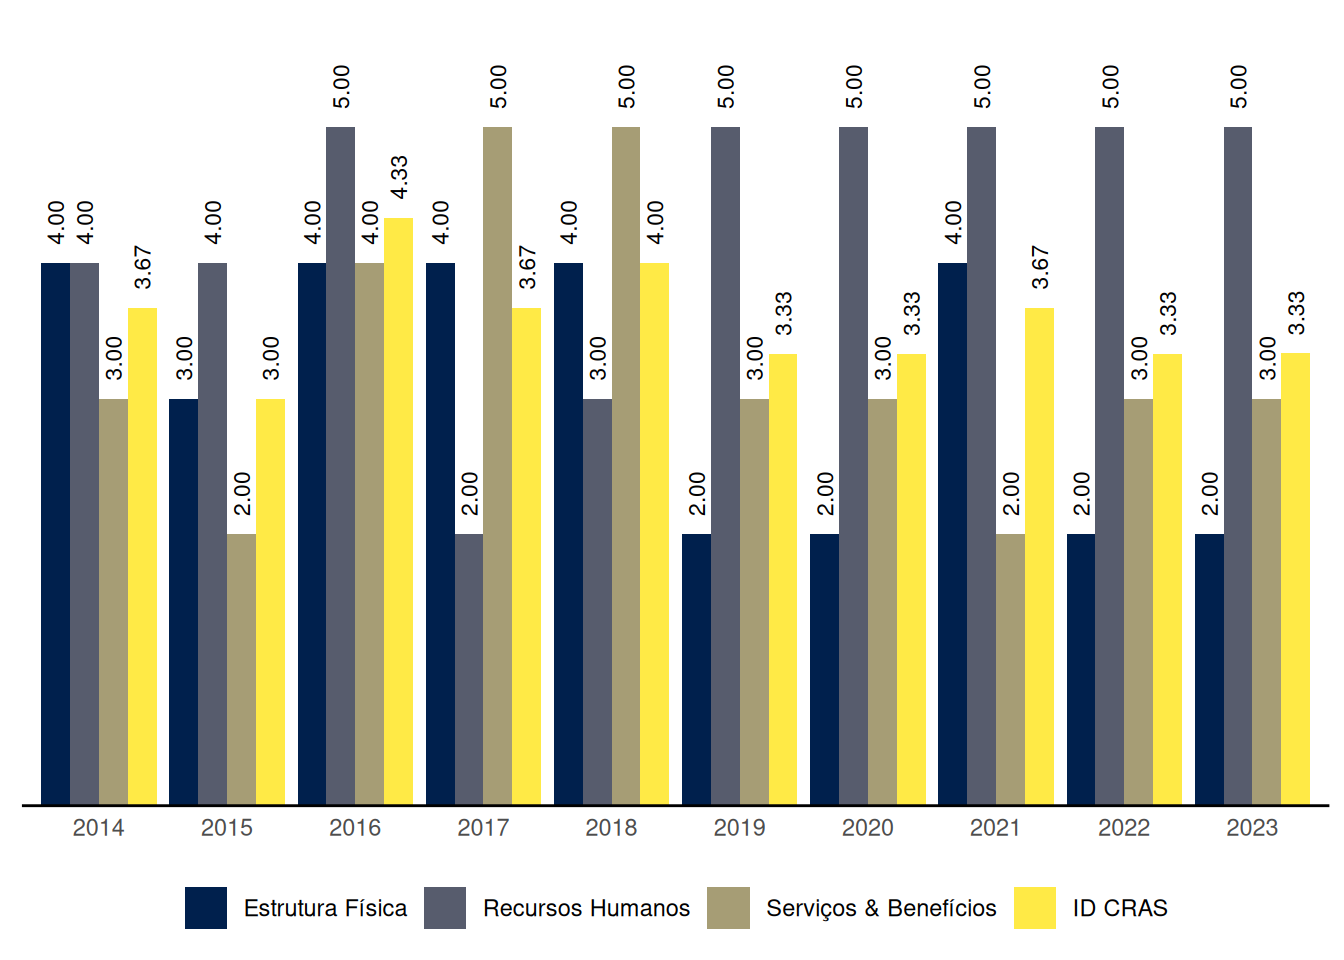 4.00 4.00 3.00 3.67
3.00 4.00 2.00 3.00
4.00 5.00 4.00 4.33
4.00 2.00 5.00 3.67
4.00 3.00 5.00 4.00
2.00 5.00 3.00 3.33
2.00 5.00 3.00 3.33
4.00 5.00 2.00 3.67
2.00 5.00 3.00 3.33
2.00 5.00 3.00 3.33
2014 2015 2016 2017 2018 2019 2020 2021 2022 2023
Estrutura Física Recursos Humanos Serviços & Benefícios ID CRAS